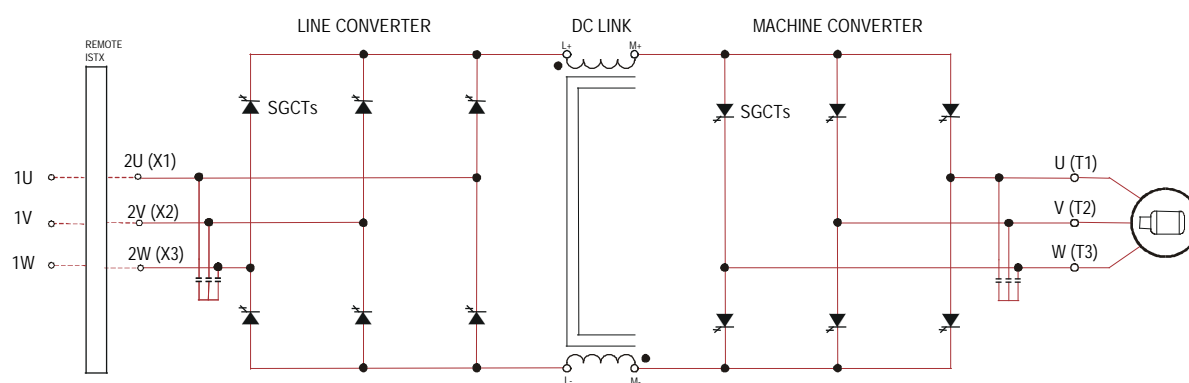 LINE CONVERTER
DC LINK
MACHINE CONVERTER
REMOTE
ISTX
L+
M+
SGCTs
SGCTs
2U (X1)
1U
U (T1)
2V (X2)
1V
V (T2)
2W (X3)
1W
W (T3)
L-
M-